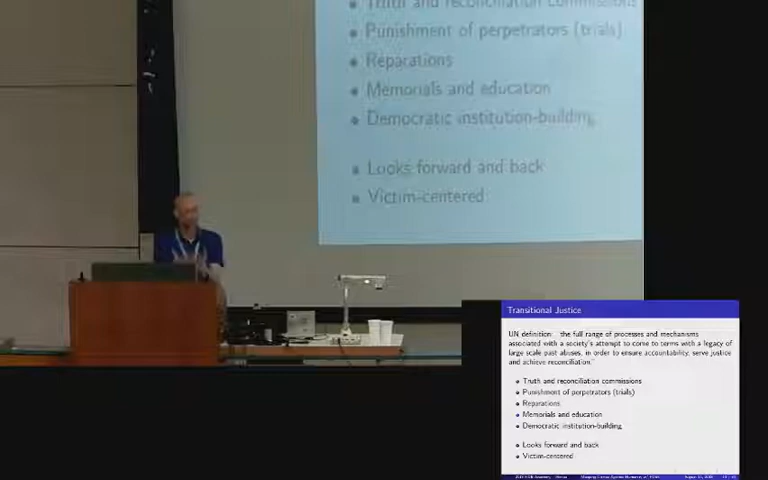 Truth and reconciliation commissions
Punishment of perpetrators (trials)
Reparations
Memorials and education
Democratic institution-building
Looks forward and back
Victim-centered
Transitional Justice
UN definition: "the full range of processes and mechanisms
associated with a society's attempt to come to terms with a legacy of
large scale past abuses, in order to ensure accountability, serve justice
and achieve reconciliation."
Truth and reconciliation commissions
Punishment of perpetrators (trials)
Reparations
Memorials and education
Democratic institution-building
Looks forward and back
Victim-centered